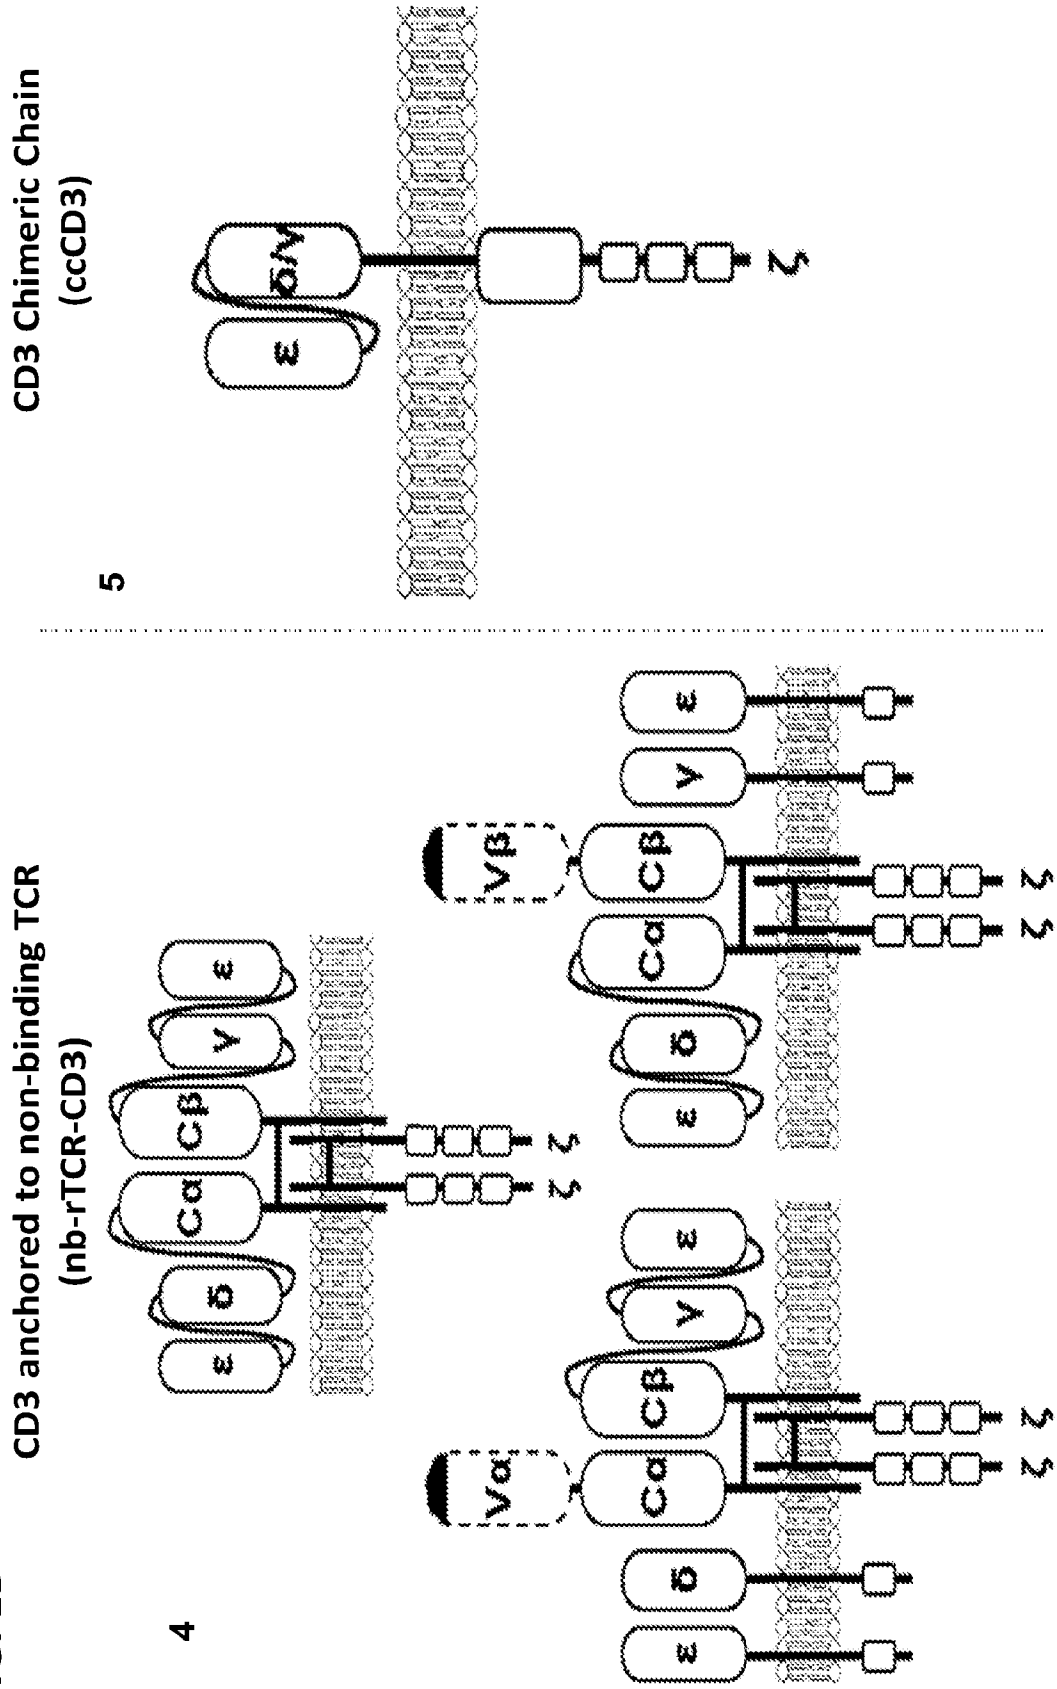 CD3 anchored to non-binding TCR
(nb-rTCR-CD3)
4
ε δ Cα Cβ γ ε
ζ ζ
Vα
ε δ Cα Cβ γ ε
ζ ζ
Vβ
ε δ Cα Cβ γ ε
ζ ζ
CD3 Chimeric Chain
(ccCD3)
5
ε δ/γ
ζ